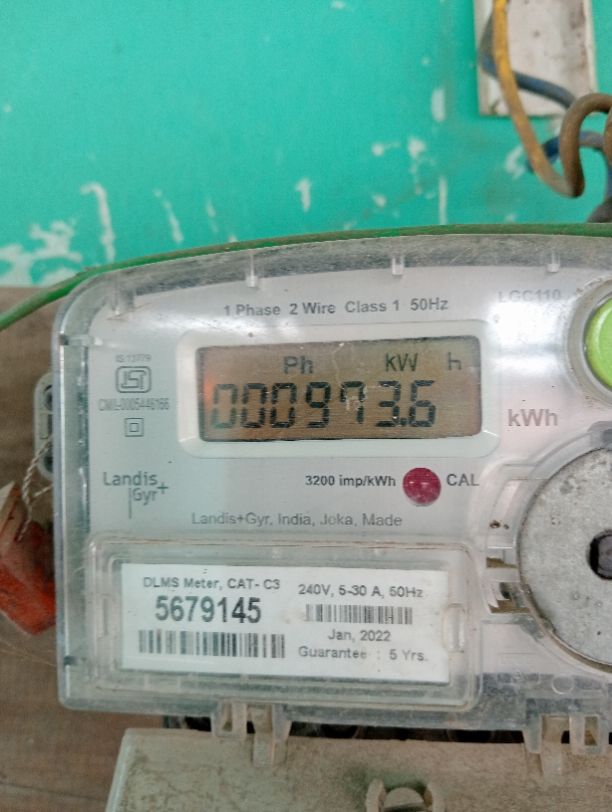 LGC110
1 Phase 2 Wire Class 1 50Hz
IS 13779
Ph kW h
000973.6
kWh
Landis
Gyr+
3200 imp/kWh CAL
Landis+Gyr, India, Joka, Made
DLMS Meter, CAT- C3
5679145
240V, 5-30 A, 50Hz
Jan, 2022
Guarantee : 5 Yrs.